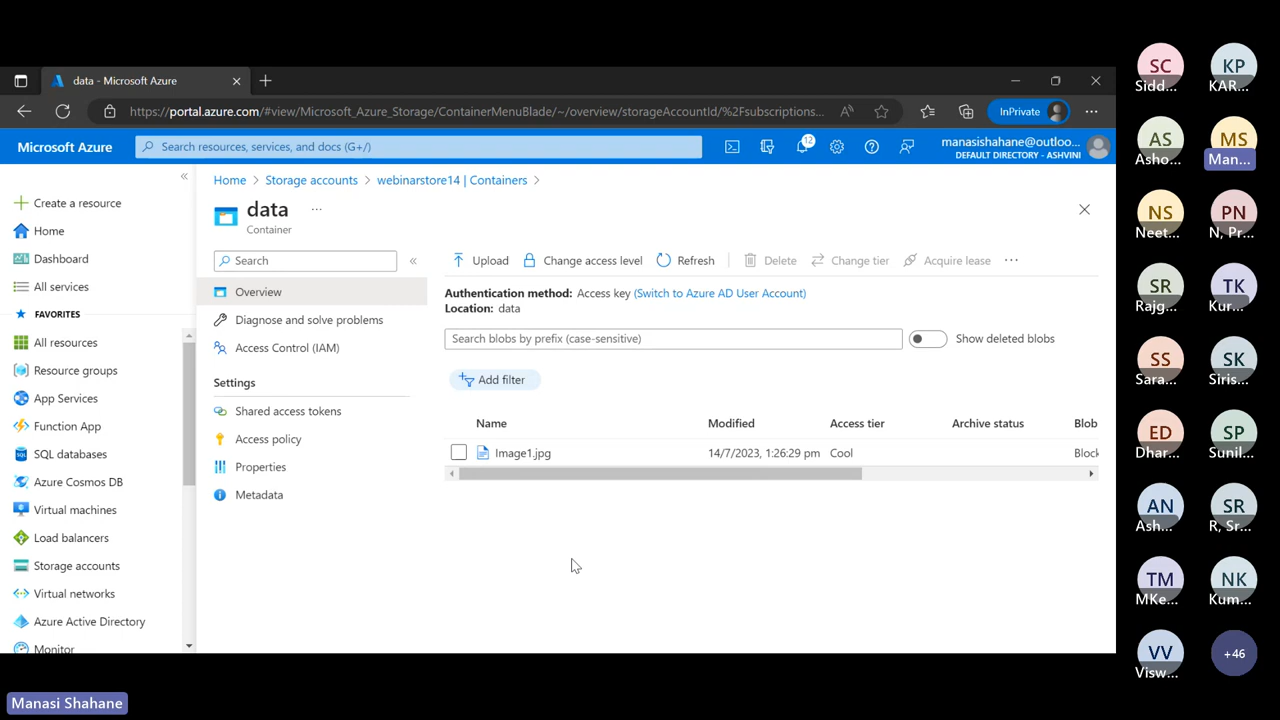 data - Microsoft Azure
https://portal.azure.com/#view/Microsoft_Azure_Storage/ContainerMenuBlade/~/overview/storageAccountId/%2Fsubscriptions...
InPrivate
Microsoft Azure
Search resources, services, and docs (G+/)
12
manasishahane@outloo...
DEFAULT DIRECTORY - ASHVINI
Create a resource
Home
Dashboard
All services
FAVORITES
All resources
Resource groups
App Services
Function App
SQL databases
Azure Cosmos DB
Virtual machines
Load balancers
Storage accounts
Virtual networks
Azure Active Directory
Monitor
Home > Storage accounts > webinarstore14 | Containers >
data ...
Container
Search
Overview
Diagnose and solve problems
Access Control (IAM)
Settings
Shared access tokens
Access policy
Properties
Metadata
Upload Change access level Refresh Delete Change tier Acquire lease ...
Authentication method: Access key (Switch to Azure AD User Account)
Location: data
Search blobs by prefix (case-sensitive)
Show deleted blobs
Add filter
Name Modified Access tier Archive status Blob
Image1.jpg 14/7/2023, 1:26:29 pm Cool Block
SC KP
Sidd... KAR...
AS MS
Asho... Man...
NS PN
Neet... N, Pr...
SR TK
Rajg... Kur...
SS SK
Sara... Siris...
ED SP
Dhar... Sunil...
AN SR
Ash... R, Sr...
TM NK
MKe... Kum...
VV +46
Visw...
Manasi Shahane